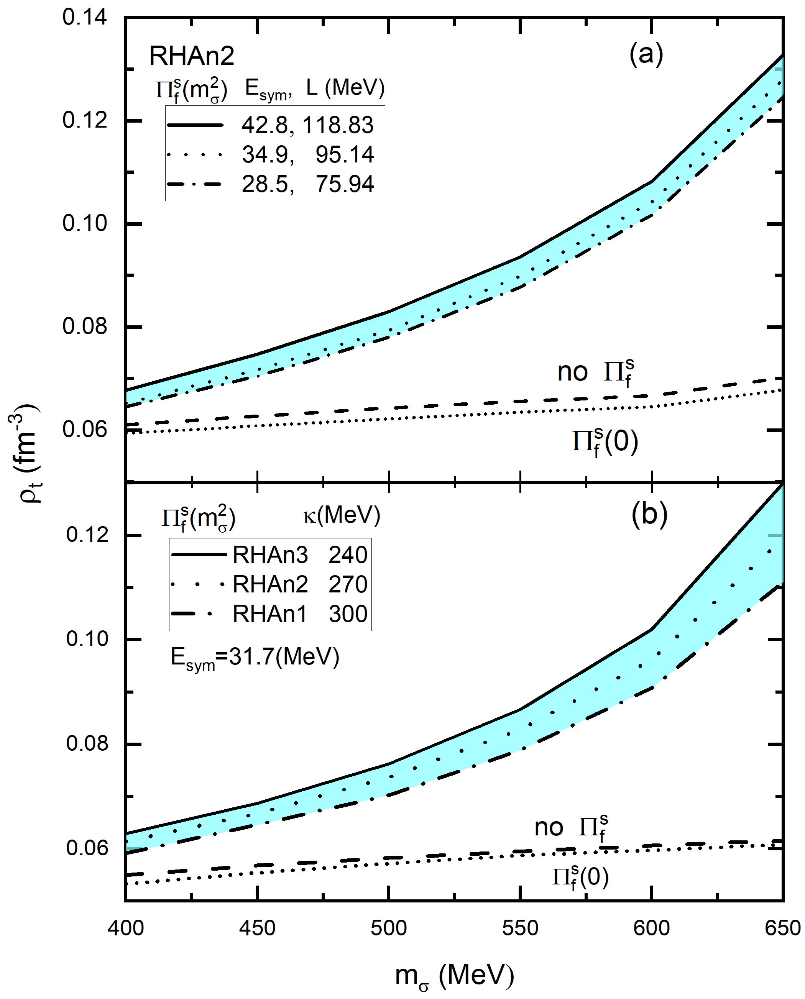 0.14
RHAn2
(a)
Πfs(mσ2) Esym, L (MeV)
42.8, 118.83
34.9, 95.14
28.5, 75.94
0.12
0.10
0.08
0.06
no Πfs
Πfs(0)
ρt (fm-3)
(b)
Πfs(mσ2) κ(MeV)
RHAn3 240
RHAn2 270
RHAn1 300
Esym=31.7(MeV)
0.12
0.10
0.08
0.06
no Πfs
Πfs(0)
400 450 500 550 600 650
mσ (MeV)